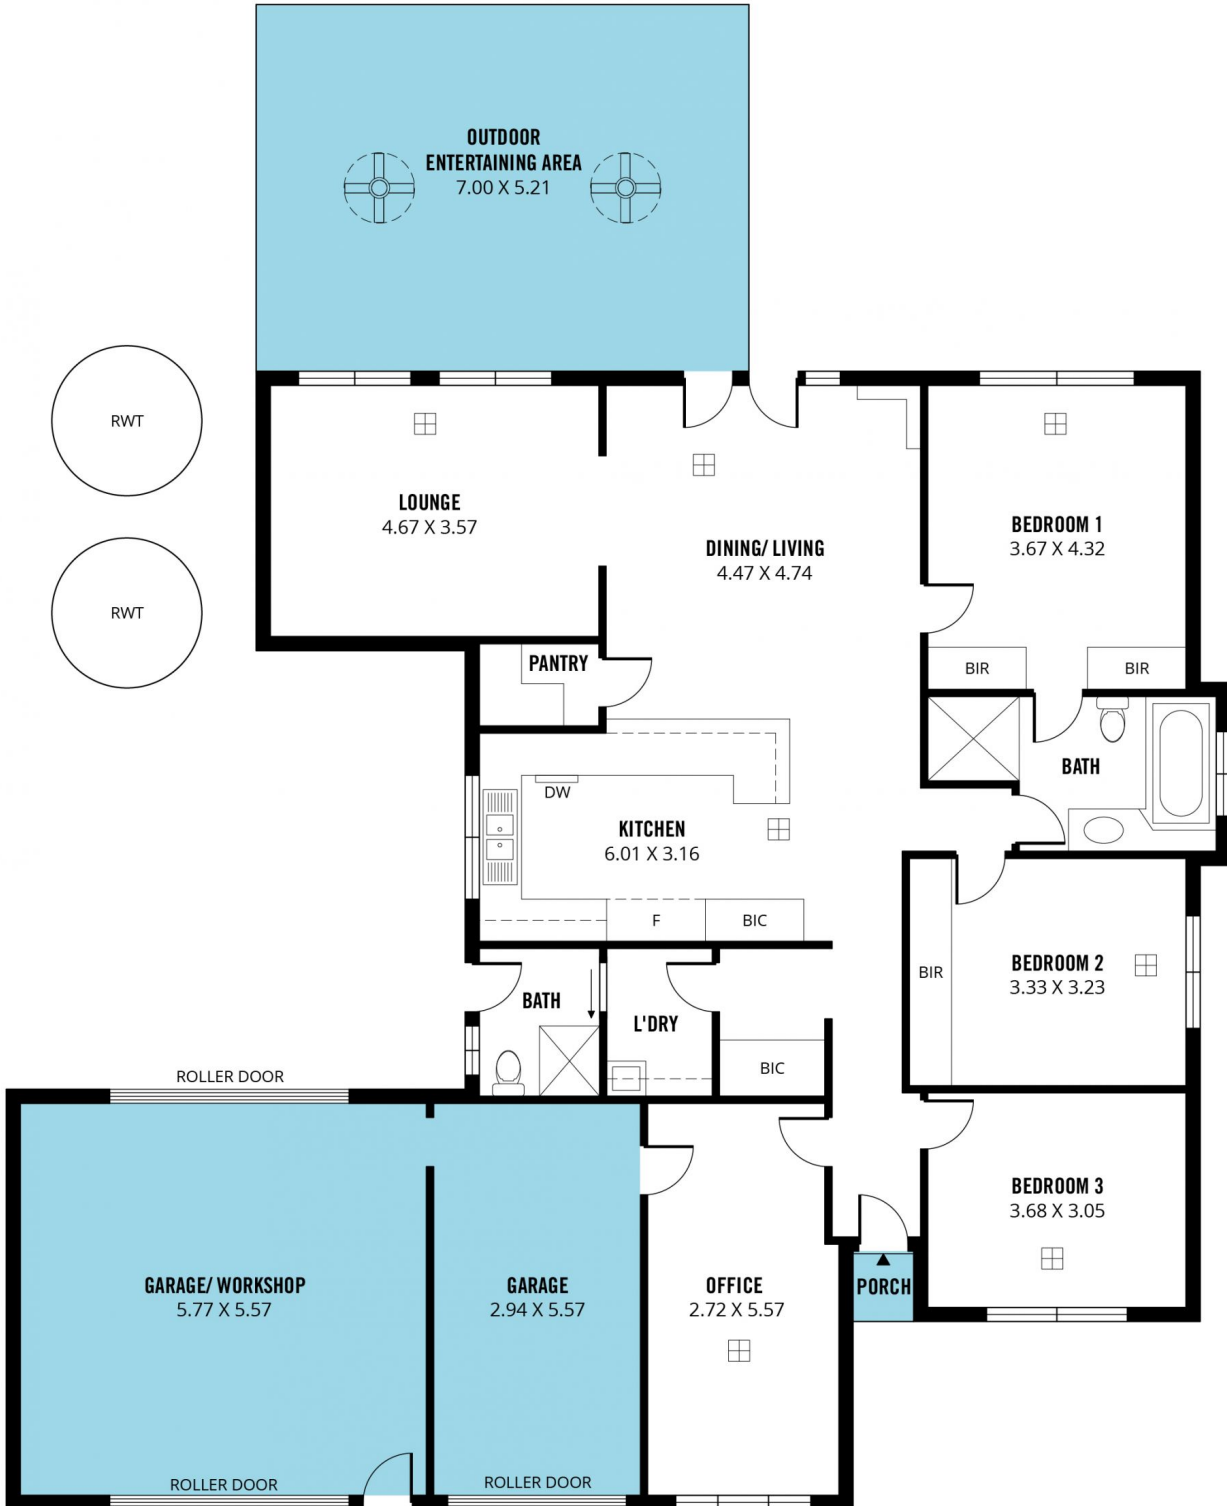 OUTDOOR
ENTERTAINING AREA
7.00 X 5.21
RWT
RWT
LOUNGE
4.67 X 3.57
DINING/ LIVING
4.47 X 4.74
BEDROOM 1
3.67 X 4.32
BIR
BIR
PANTRY
BATH
DW
KITCHEN
6.01 X 3.16
F
BIC
BIR
BEDROOM 2
3.33 X 3.23
BATH
L'DRY
BIC
ROLLER DOOR
BEDROOM 3
3.68 X 3.05
GARAGE/ WORKSHOP
5.77 X 5.57
GARAGE
2.94 X 5.57
OFFICE
2.72 X 5.57
PORCH
ROLLER DOOR
ROLLER DOOR